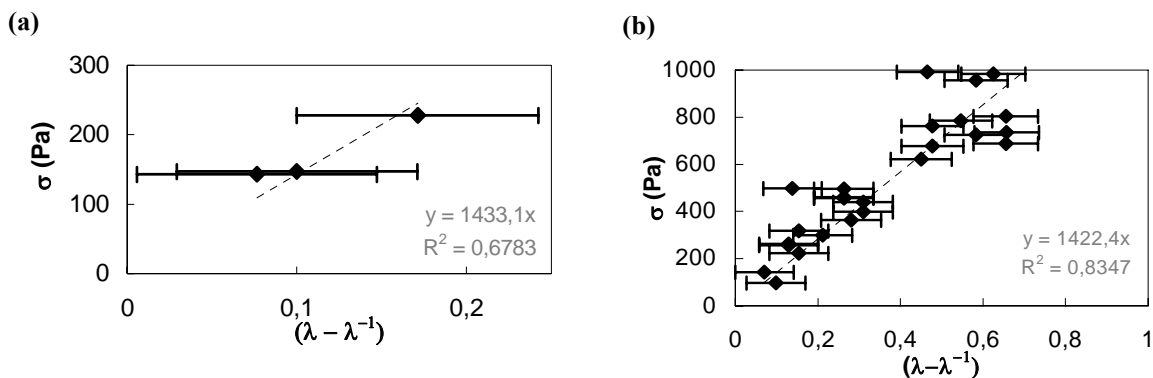 (a)
300
200
100
0
σ (Pa)
y = 1433,1x
R² = 0,6783
0
0,1
0,2
(λ – λ⁻¹)
(b)
1000
800
600
400
200
0
σ (Pa)
y = 1422,4x
R² = 0,8347
0
0,2
0,4
0,6
0,8
1
(λ–λ⁻¹)